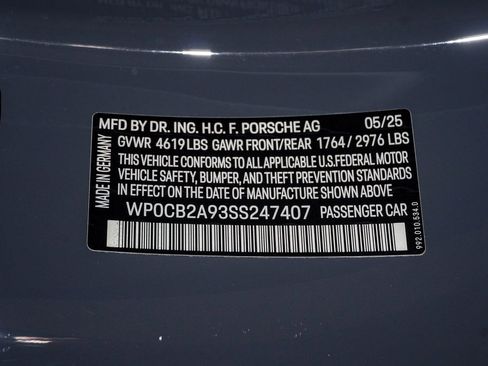 MFD BY DR. ING. H.C. F. PORSCHE AG 05/25
GVWR 4619LBS GAWR FRONT/REAR 1764/ 2976 LBS
THIS VEHICLE CONFORMS TO ALL APPLICABLE U.S.FEDERAL MOTOR
VEHICLE SAFETY, BUMPER, AND THEFT PREVENTION STANDARDS
IN EFFECT ON THE DATE OF MANUFACTURE SHOWN ABOVE
WP0CB2A93SS247407 PASSENGER CAR
MADE IN GERMANY
992.010.534.0